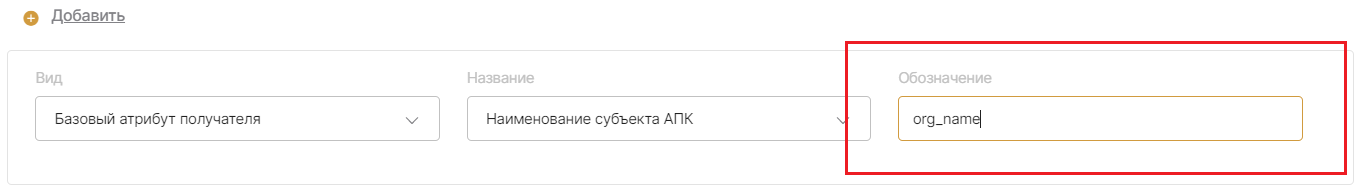 Добавить
Вид Название Обозначение
Базовый атрибут получателя Наименование субъекта АПК org_name